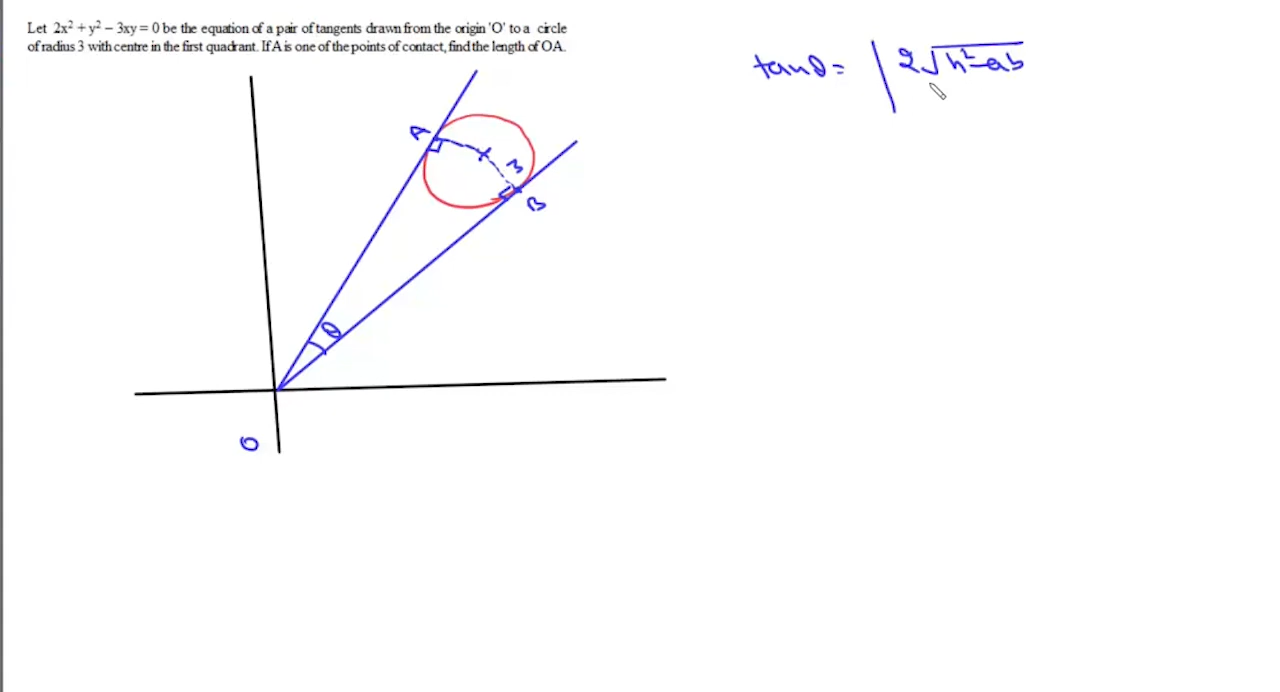 Let 2x² + y² – 3xy = 0 be the equation of a pair of tangents drawn from the origin 'O' to a circle
of radius 3 with centre in the first quadrant. If A is one of the points of contact, find the length of OA.
tanθ = | 2√h²-ab
A
3
B
θ
O